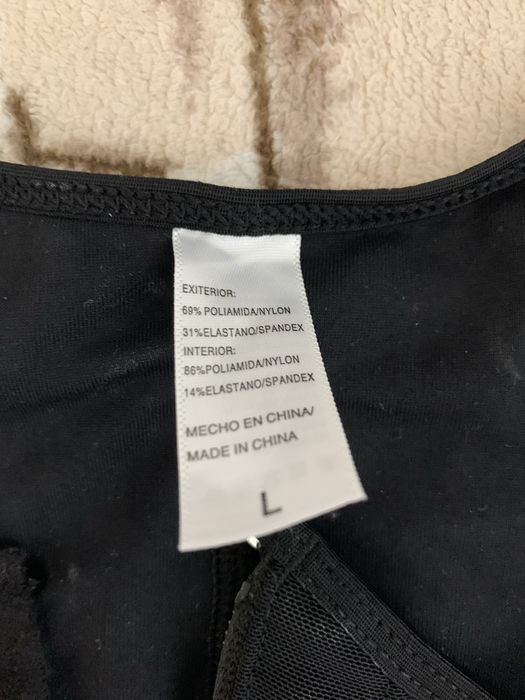 EXITERIOR:
69% POLIAMIDA/NYLON
31%ELASTANO/SPANDEX
INTERIOR:
86%POLIAMIDA/NYLON
14%ELASTANO/SPANDEX
MECHO EN CHINA/
MADE IN CHINA
L